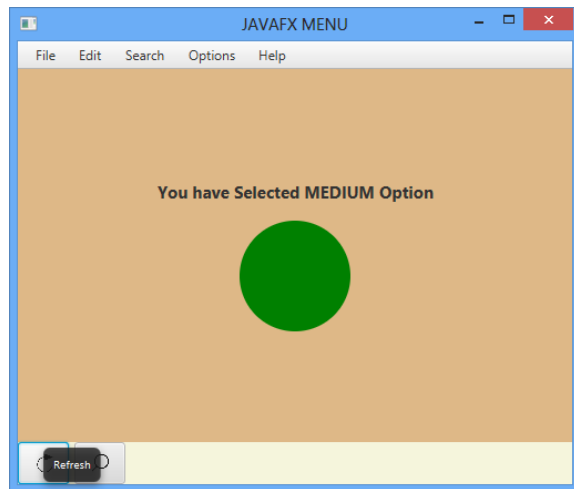 JAVAFX MENU
File Edit Search Options Help
You have Selected MEDIUM Option
Refresh